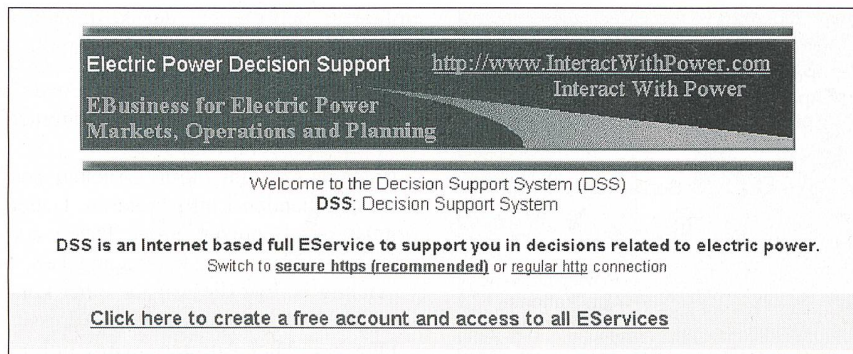 Electric Power Decision Support
http://www.InteractWithPower.com
Interact With Power
EBusiness for Electric Power
Markets, Operations and Planning
Welcome to the Decision Support System (DSS)
DSS: Decision Support System
DSS is an Internet based full EService to support you in decisions related to electric power.
Switch to secure https (recommended) or regular http connection
Click here to create a free account and access to all EServices